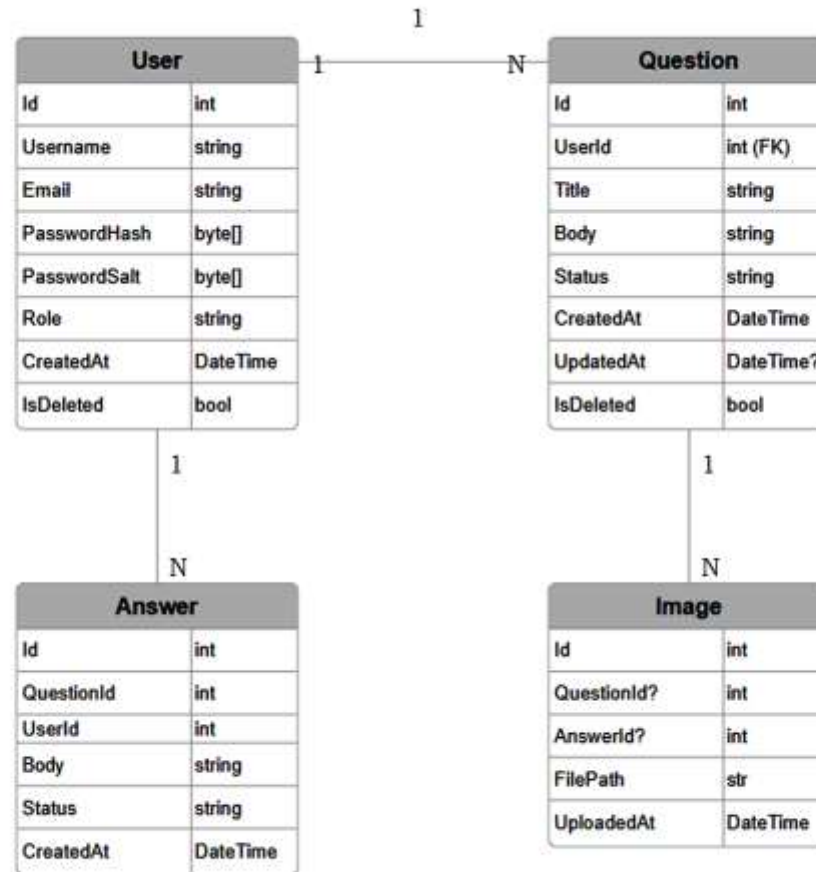 1
User
1
N
Question
Id int
Username string
Email string
PasswordHash byte[]
PasswordSalt byte[]
Role string
CreatedAt DateTime
IsDeleted bool
Id int
UserId int (FK)
Title string
Body string
Status string
CreatedAt DateTime
UpdatedAt DateTime?
IsDeleted bool
1
N
1
N
Answer
Id int
QuestionId int
UserId int
Body string
Status string
CreatedAt DateTime
Image
Id int
QuestionId? int
AnswerId? int
FilePath str
UploadedAt DateTime